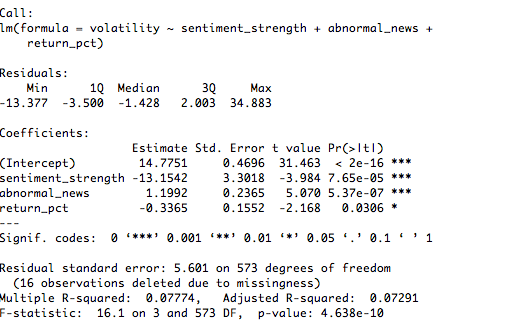 Call:
lm(formula = volatility ~ sentiment_strength + abnormal_news +
    return_pct)
Residuals:
    Min      1Q  Median      3Q     Max
-13.377  -3.500  -1.428   2.003  34.883
Coefficients:
                   Estimate Std. Error t value Pr(>|t|)
(Intercept)         14.7751     0.4696  31.463  < 2e-16 ***
sentiment_strength -13.1542     3.3018  -3.984 7.65e-05 ***
abnormal_news        1.1992     0.2365   5.070 5.37e-07 ***
return_pct          -0.3365     0.1552  -2.168   0.0306 *
---
Signif. codes:  0 ‘***’ 0.001 ‘**’ 0.01 ‘*’ 0.05 ‘.’ 0.1 ‘ ’ 1
Residual standard error: 5.601 on 573 degrees of freedom
  (16 observations deleted due to missingness)
Multiple R-squared:  0.07774,	Adjusted R-squared:  0.07291
F-statistic:  16.1 on 3 and 573 DF,  p-value: 4.638e-10